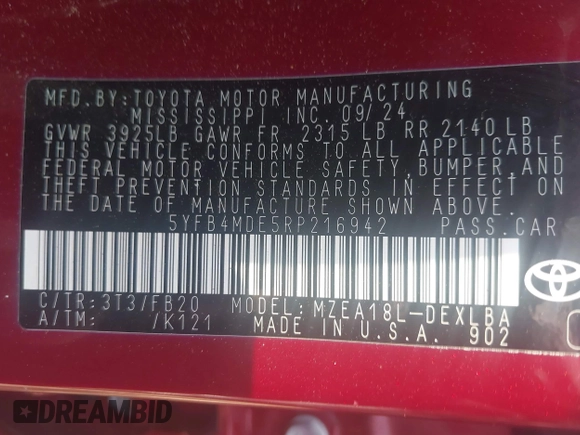 MFD.BY:TOYOTA MOTOR MANUFACTURING
MISSISSIPPI INC. 09/24
GVWR 3925LB GAWR FR 2315 LB RR 2140LB
THIS VEHICLE CONFORMS TO ALL APPLICABLE
FEDERAL MOTOR VEHICLE SAFETY,BUMPER,AND
THEFT PREVENTION STANDARDS IN EFFECT ON
THE DATE OF MANUFACTURE SHOWN ABOVE.
5YFB4MDE5RP216942 PASS.CAR
C/TR:3T3/FB20 MODEL:MZEA18L-DEXLBA
A/TM: /K121 MADE IN U.S.A. 902
DREAMBID